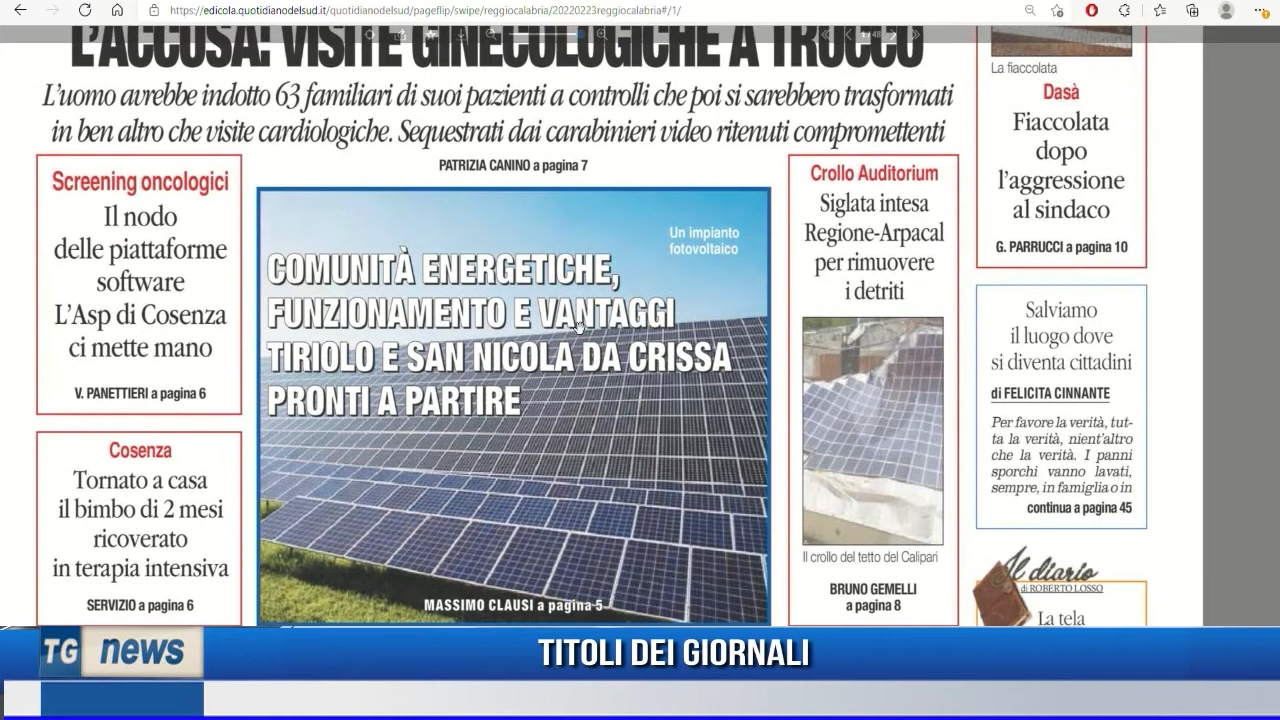 https://edicola.quotidianodelsud.it/quotidianodelsud/pageflip/swipe/reggiocalabria/20220223reggiocalabria#/1/
L'ACCUSA: VISITE GINECOLOGICHE A TRUCCO
1 / 48
L'uomo avrebbe indotto 63 familiari di suoi pazienti a controlli che poi si sarebbero trasformati
in ben altro che visite cardiologiche. Sequestrati dai carabinieri video ritenuti compromettenti
PATRIZIA CANINO a pagina 7
Screening oncologici
Il nodo
delle piattaforme
software
L'Asp di Cosenza
ci mette mano
V. PANETTIERI a pagina 6
Cosenza
Tornato a casa
il bimbo di 2 mesi
ricoverato
in terapia intensiva
SERVIZIO a pagina 6
Un impianto
fotovoltaico
COMUNITÀ ENERGETICHE,
FUNZIONAMENTO E VANTAGGI
TIRIOLO E SAN NICOLA DA CRISSA
PRONTI A PARTIRE
MASSIMO CLAUSI a pagina 5
Crollo Auditorium
Siglata intesa
Regione-Arpacal
per rimuovere
i detriti
Il crollo del tetto del Calipari
BRUNO GEMELLI
a pagina 8
La fiaccolata
Dasà
Fiaccolata
dopo
l'aggressione
al sindaco
G. PARRUCCI a pagina 10
Salviamo
il luogo dove
si diventa cittadini
di FELICITA CINNANTE
Per favore la verità, tut-
ta la verità, nient'altro
che la verità. I panni
sporchi vanno lavati,
sempre, in famiglia o in
continua a pagina 45
Il diario
di ROBERTO LOSSO
La tela
TG news
TITOLI DEI GIORNALI